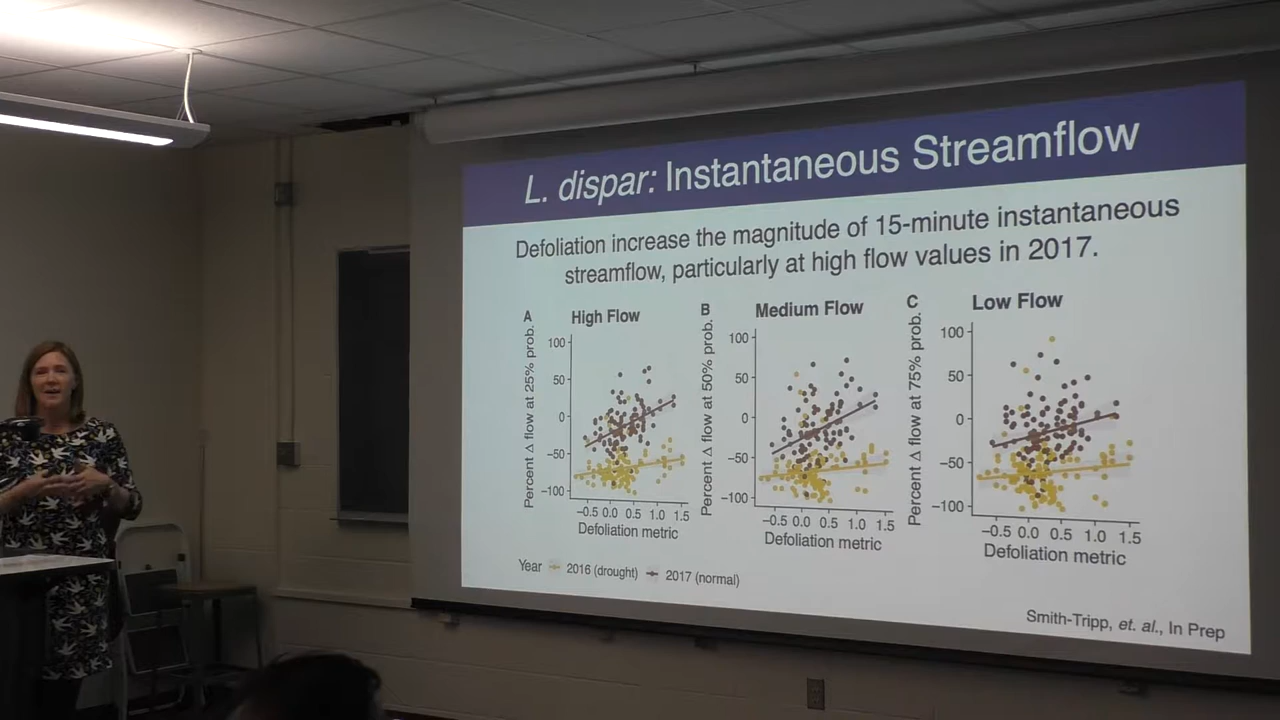 L. dispar: Instantaneous Streamflow
Defoliation increase the magnitude of 15-minute instantaneous
streamflow, particularly at high flow values in 2017.
A
High Flow
Percent Δ flow at 25% prob.
100
50
0
−50
−100
−0.5 0.0 0.5 1.0 1.5
Defoliation metric
B
Medium Flow
Percent Δ flow at 50% prob.
100
50
0
−50
−100
−0.5 0.0 0.5 1.0 1.5
Defoliation metric
C
Low Flow
Percent Δ flow at 75% prob.
100
50
0
−50
−100
−0.5 0.0 0.5 1.0 1.5
Defoliation metric
Year 2016 (drought) 2017 (normal)
Smith-Tripp, et. al., In Prep